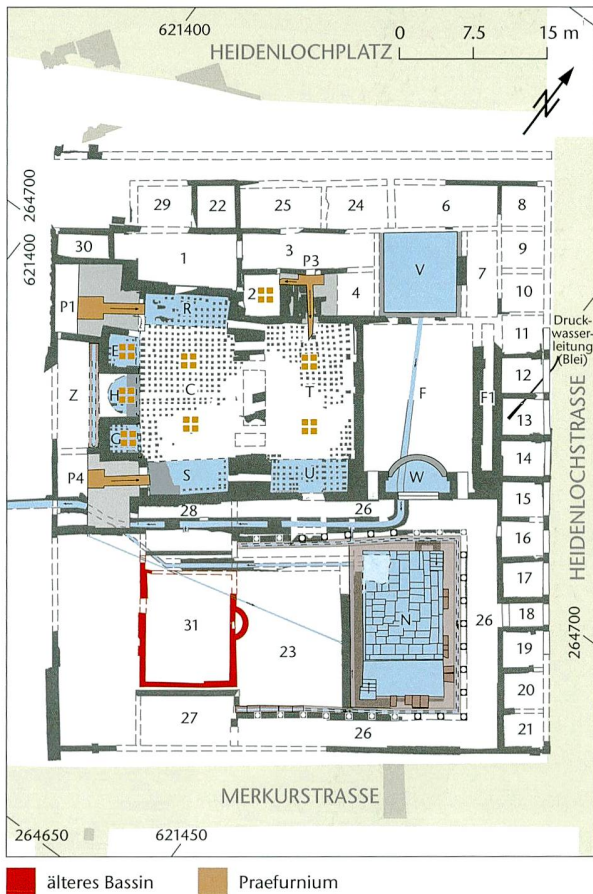 621400
HEIDENLOCHPLATZ
0 7.5 15 m
N
264700
621400
29 22 25 24 6 8
30 1 3 9
P3
2 4 V 7 10
P1 R
11
Druck-
wasser-
leitung
(Blei)
E
12
Z H C T F F1
13
G
14
P4 S U W
15
28 26
16
HEIDENLOCHSTRASSE
17
31 N 26 18
23
19
264700
20
27 26 21
MERKURSTRASSE
264650 621450
älteres Bassin Praefurnium